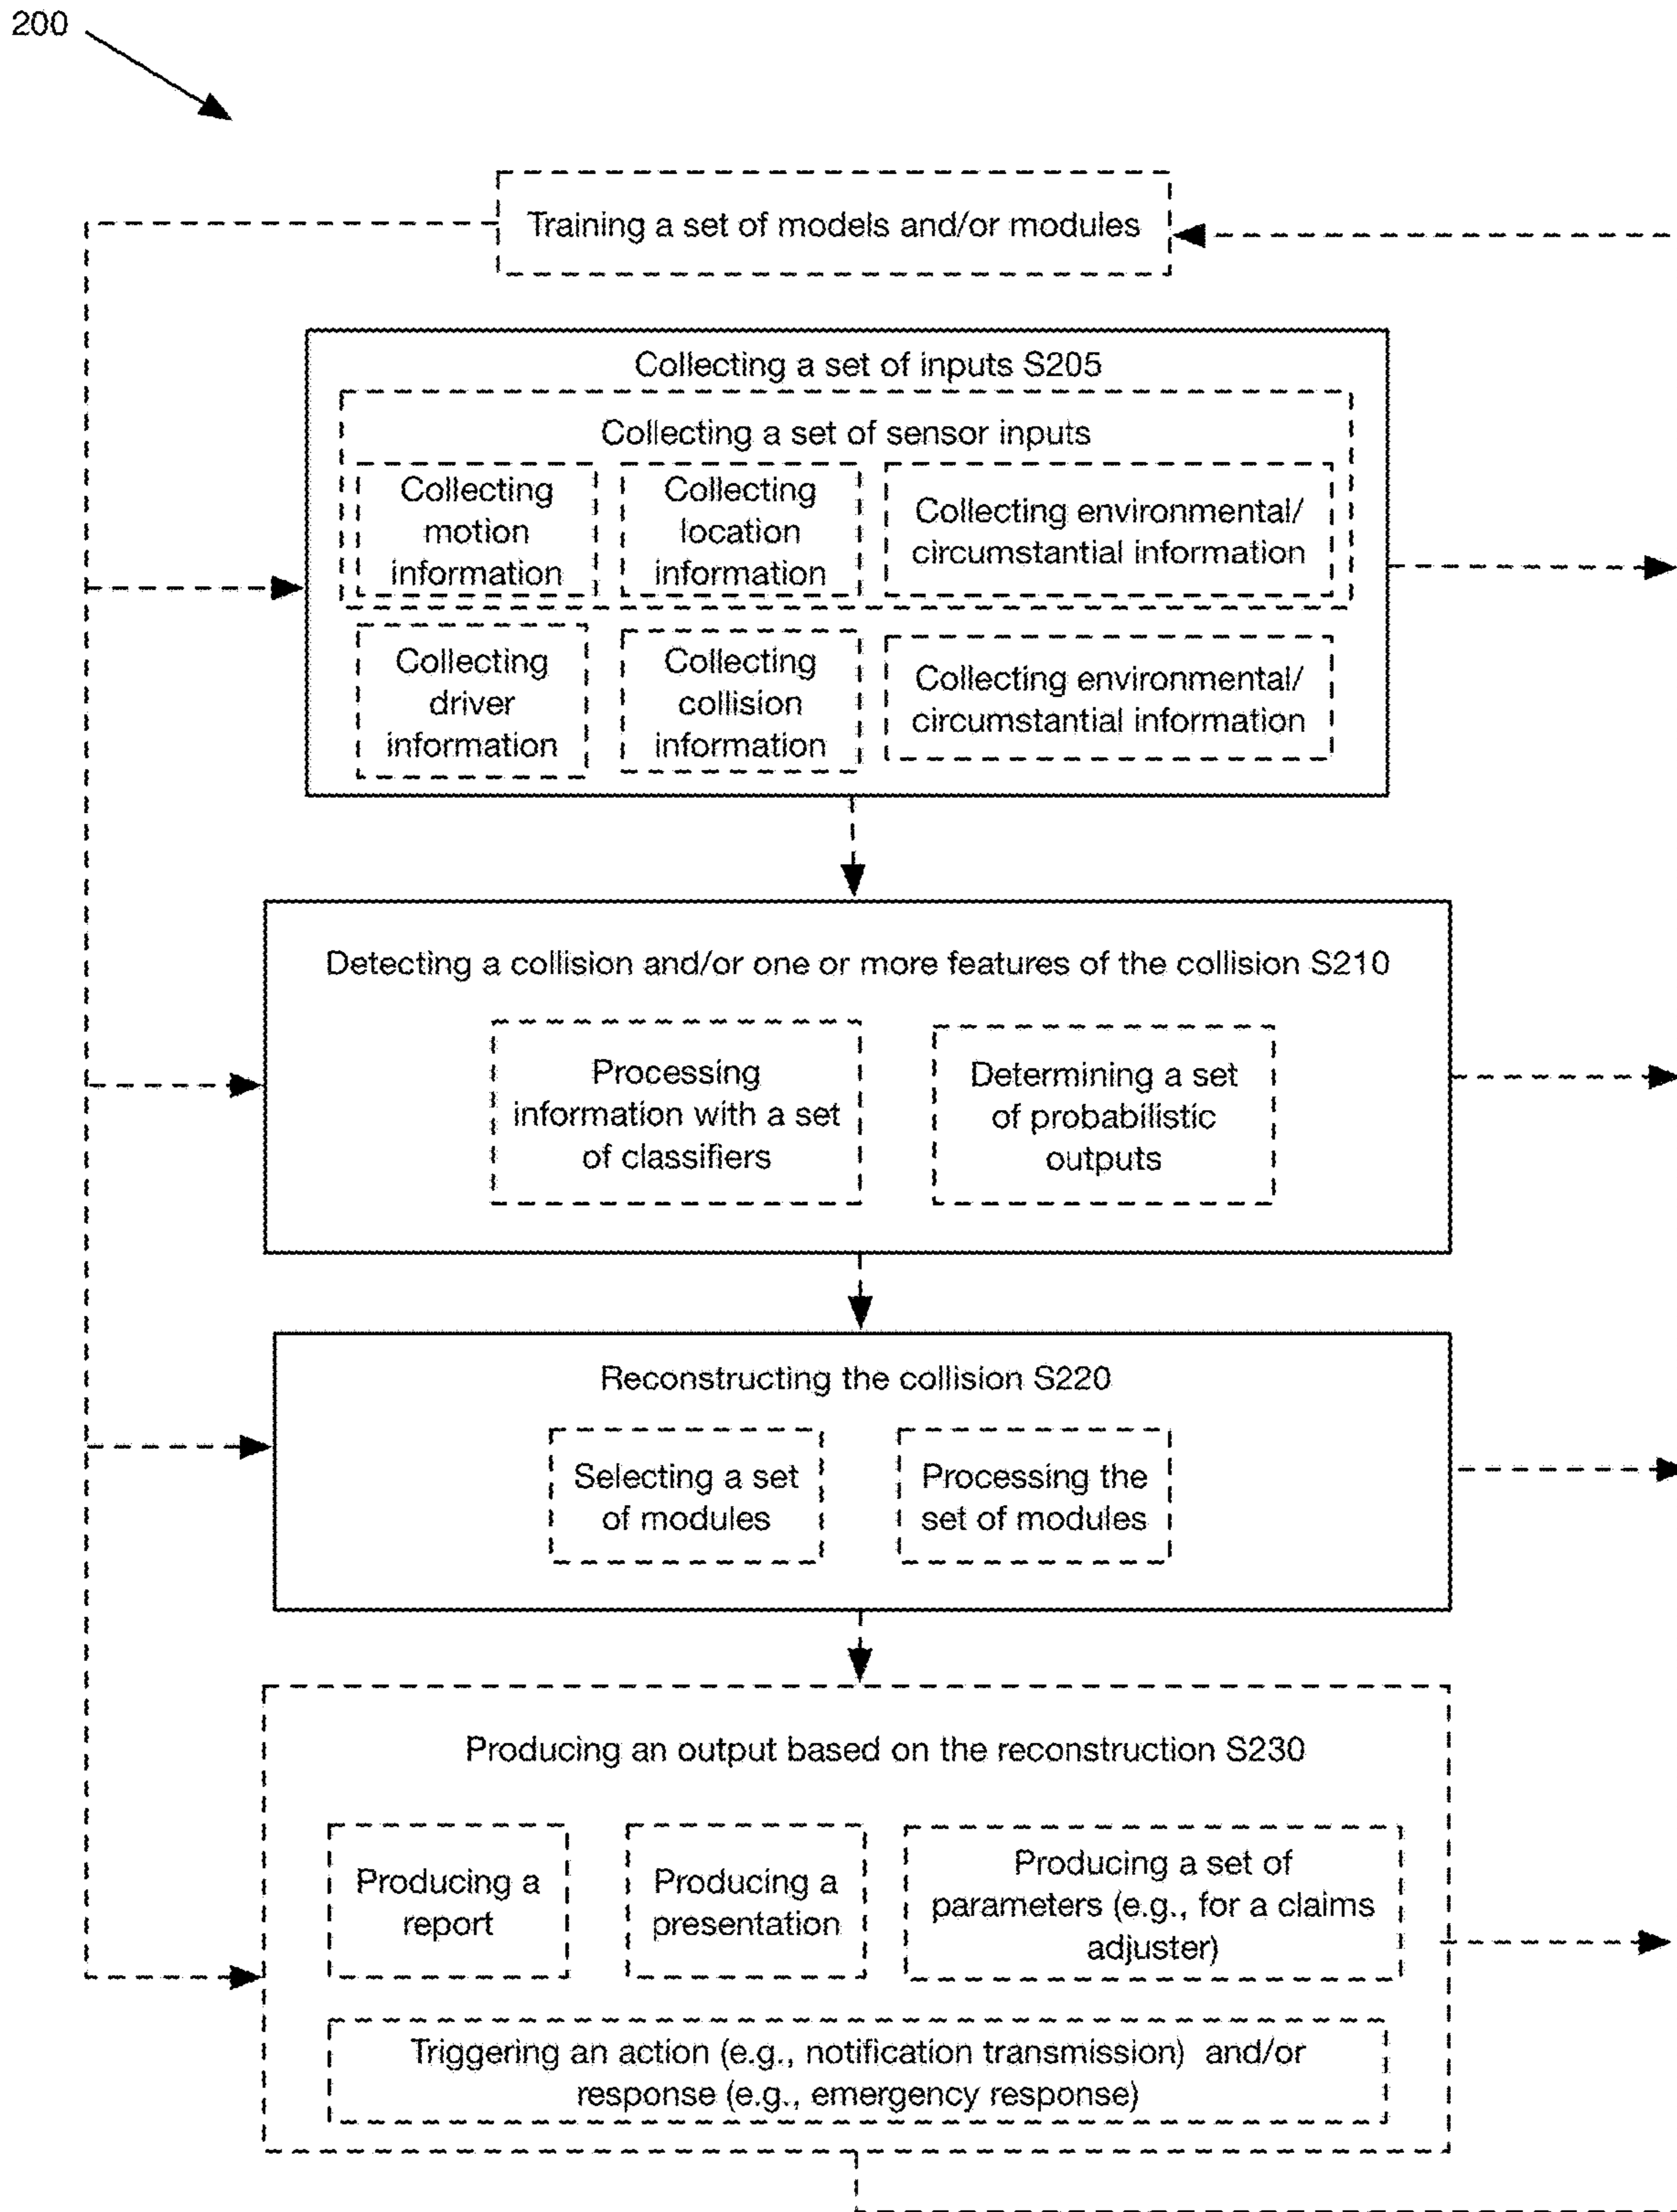 200
Training a set of models and/or modules
Collecting a set of inputs S205
Collecting a set of sensor inputs
Collecting
motion
information
Collecting
location
information
Collecting environmental/
circumstantial information
Collecting
driver
information
Collecting
collision
information
Collecting environmental/
circumstantial information
Detecting a collision and/or one or more features of the collision S210
Processing
information with a set
of classifiers
Determining a set
of probabilistic
outputs
Reconstructing the collision S220
Selecting a set
of modules
Processing the
set of modules
Producing an output based on the reconstruction S230
Producing a
report
Producing a
presentation
Producing a set of
parameters (e.g., for a claims
adjuster)
Triggering an action (e.g., notification transmission) and/or
response (e.g., emergency response)